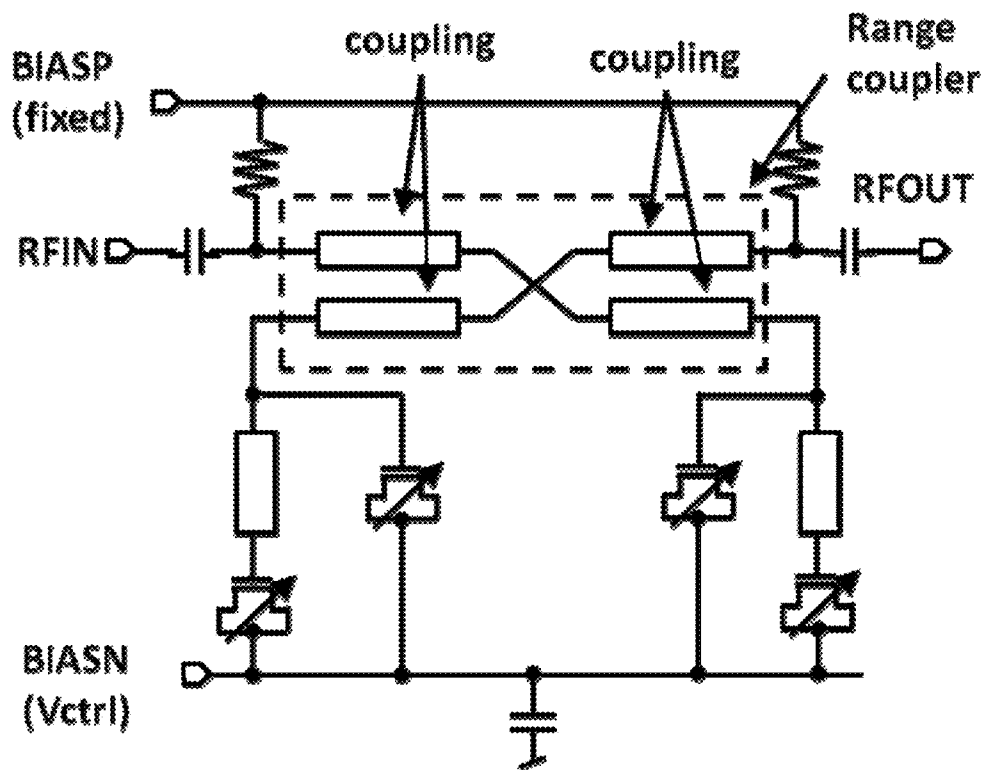 coupling
coupling
Range
coupler
BIASP
(fixed)
RFIN
RFOUT
BIASN
(Vctrl)